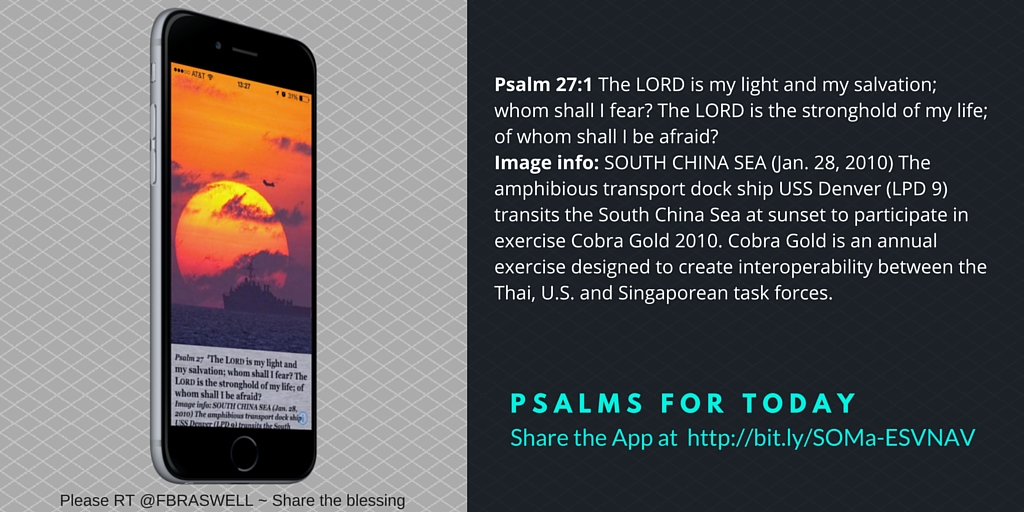 ●●●○○ AT&T
13:27
31%
Psalm 27 ¹The LORD is my light and
my salvation; whom shall I fear? The
LORD is the stronghold of my life; of
whom shall I be afraid?
Image info: SOUTH CHINA SEA (Jan. 28,
2010) The amphibious transport dock ship
USS Denver (LPD 9) transits the South
Please RT @FBRASWELL ~ Share the blessing
Psalm 27:1 The LORD is my light and my salvation;
whom shall I fear? The LORD is the stronghold of my life;
of whom shall I be afraid?
Image info: SOUTH CHINA SEA (Jan. 28, 2010) The
amphibious transport dock ship USS Denver (LPD 9)
transits the South China Sea at sunset to participate in
exercise Cobra Gold 2010. Cobra Gold is an annual
exercise designed to create interoperability between the
Thai, U.S. and Singaporean task forces.
PSALMS FOR TODAY
Share the App at http://bit.ly/SOMa-ESVNAV